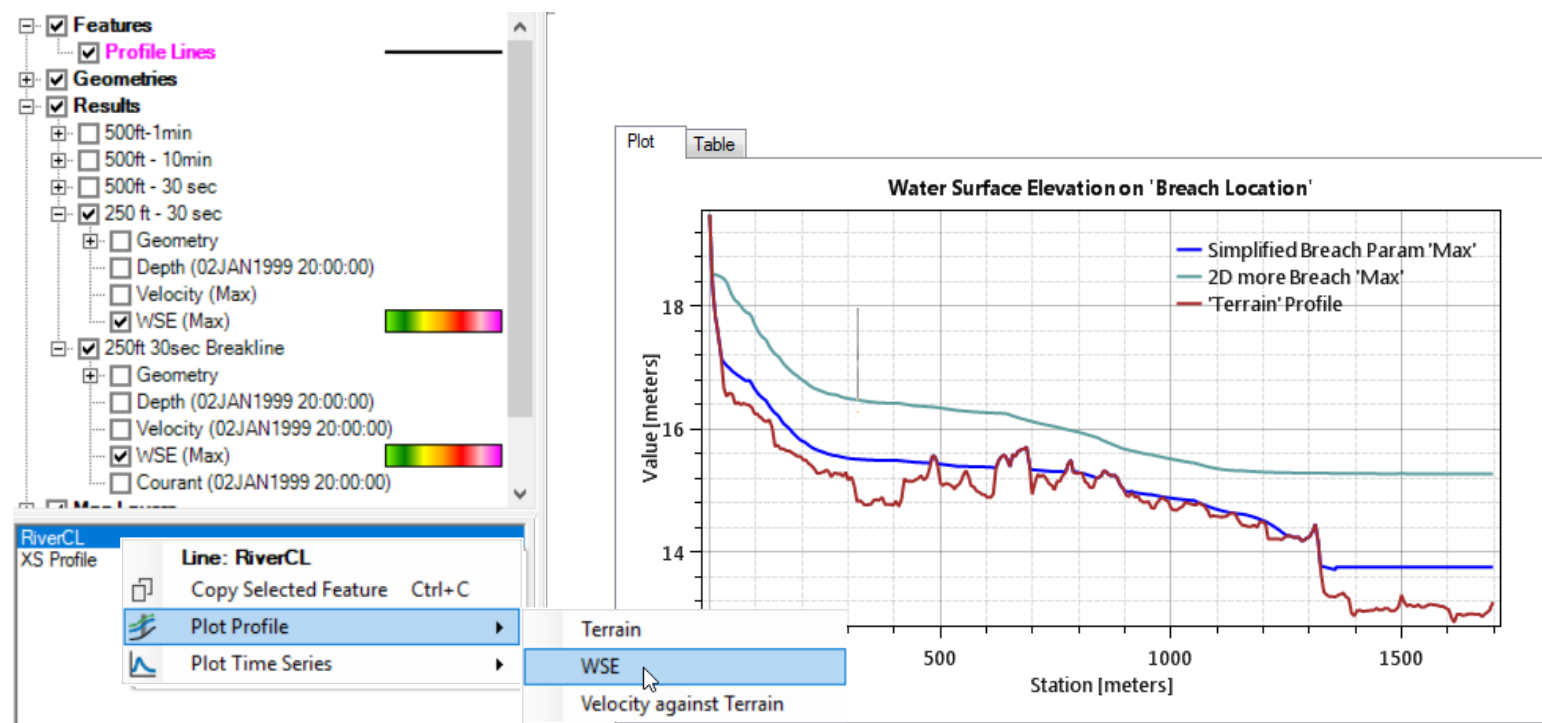 Features
Profile Lines
Geometries
Results
500ft-1min
500ft - 10min
500ft - 30 sec
250 ft - 30 sec
Geometry
Depth (02JAN1999 20:00:00)
Velocity (Max)
WSE (Max)
250ft 30sec Breakline
Geometry
Depth (02JAN1999 20:00:00)
Velocity (02JAN1999 20:00:00)
WSE (Max)
Courant (02JAN1999 20:00:00)
RiverCL
XS Profile
Line: RiverCL
Copy Selected Feature Ctrl+C
Plot Profile
Plot Time Series
Terrain
WSE
Velocity against Terrain
Plot
Table
Water Surface Elevation on 'Breach Location'
Simplified Breach Param 'Max'
2D more Breach 'Max'
'Terrain' Profile
Value [meters]
18
16
14
500
1000
1500
Station [meters]